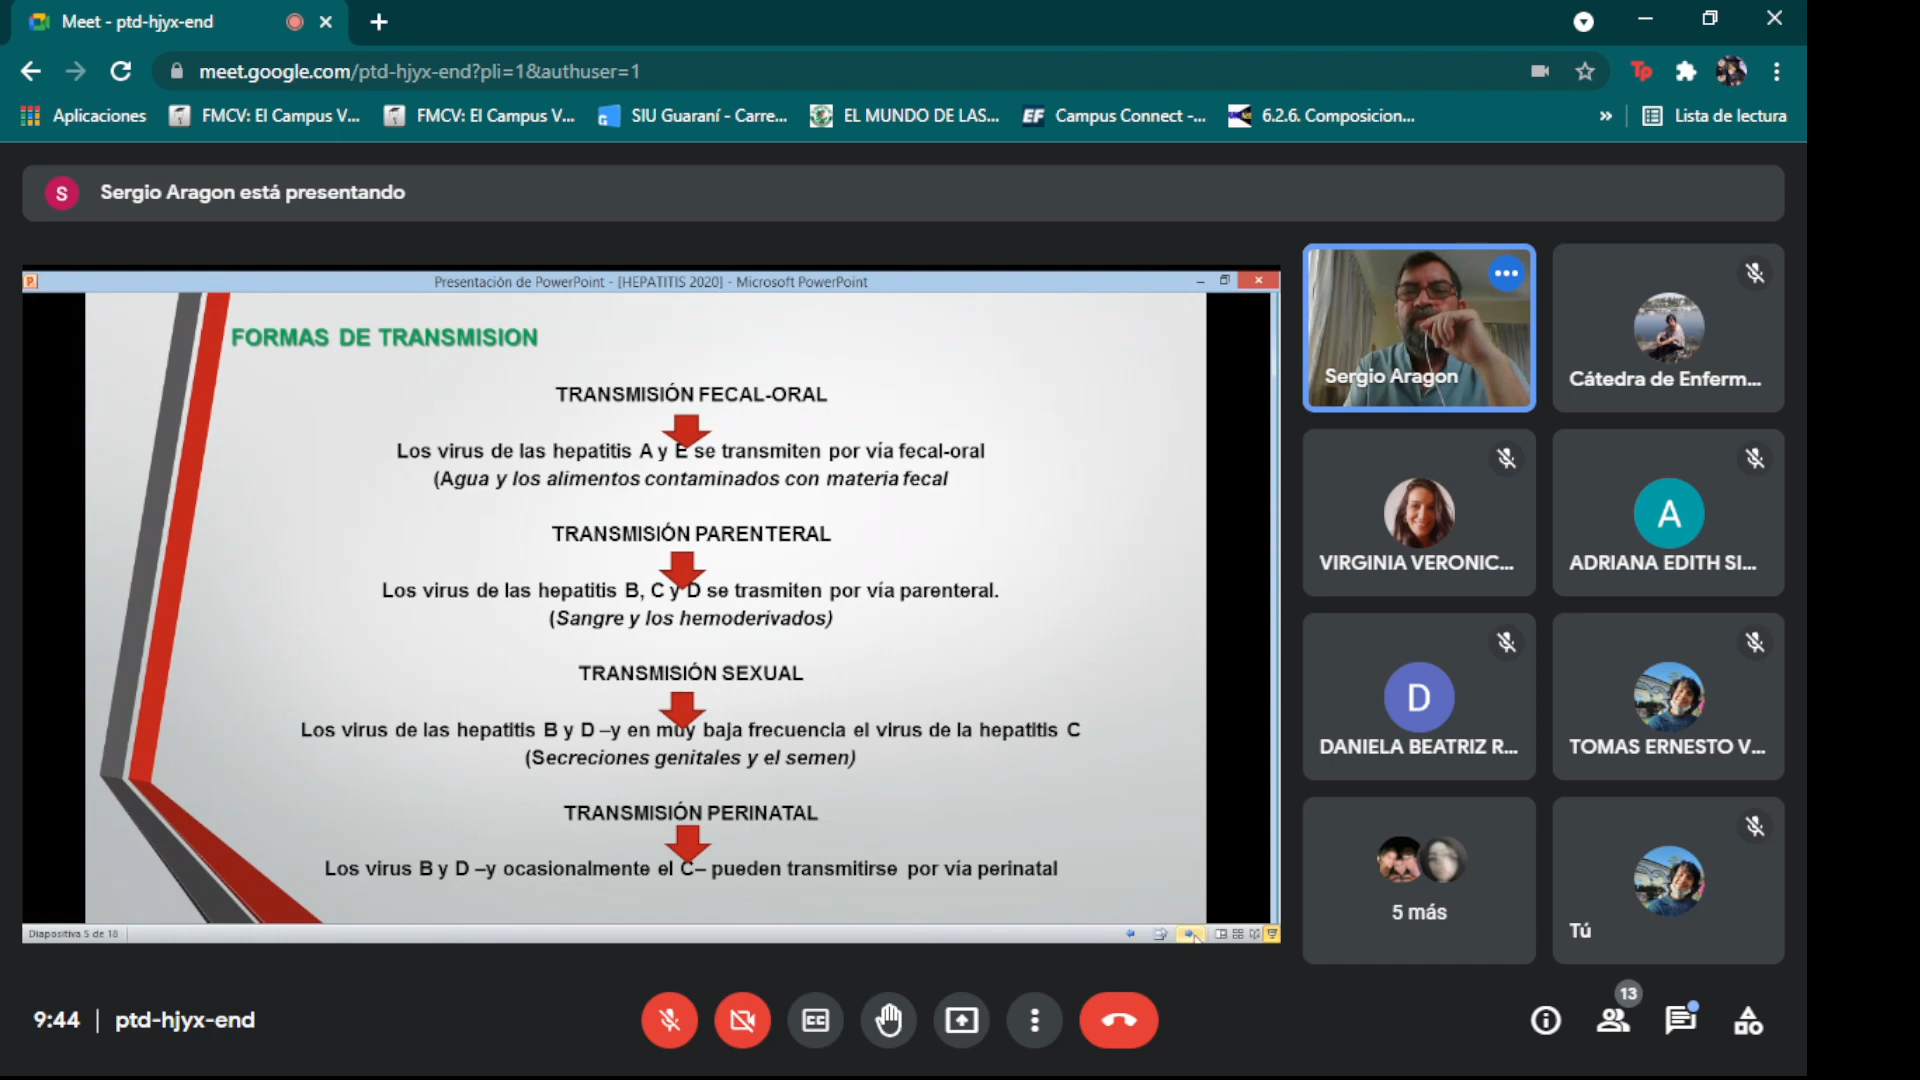 Meet - ptd-hjyx-end
meet.google.com/ptd-hjyx-end?pli=1&authuser=1
Tp
Aplicaciones
FMCV: El Campus V...
FMCV: El Campus V...
SIU Guaraní - Carre...
EL MUNDO DE LAS...
EF Campus Connect -...
6.2.6. Composicion...
»
Lista de lectura
S Sergio Aragon está presentando
Presentación de PowerPoint - [HEPATITIS 2020] - Microsoft PowerPoint
FORMAS DE TRANSMISION
TRANSMISIÓN FECAL-ORAL
Los virus de las hepatitis A y E se transmiten por vía fecal-oral
(Agua y los alimentos contaminados con materia fecal
TRANSMISIÓN PARENTERAL
Los virus de las hepatitis B, C y D se trasmiten por vía parenteral.
(Sangre y los hemoderivados)
TRANSMISIÓN SEXUAL
Los virus de las hepatitis B y D –y en muy baja frecuencia el virus de la hepatitis C
(Secreciones genitales y el semen)
TRANSMISIÓN PERINATAL
Los virus B y D –y ocasionalmente el C– pueden transmitirse por vía perinatal
Diapositiva 5 de 18
Sergio Aragon
Cátedra de Enferm...
VIRGINIA VERONIC...
A
ADRIANA EDITH SI...
D
DANIELA BEATRIZ R...
TOMAS ERNESTO V...
5 más
Tú
9:44 | ptd-hjyx-end
CC
13